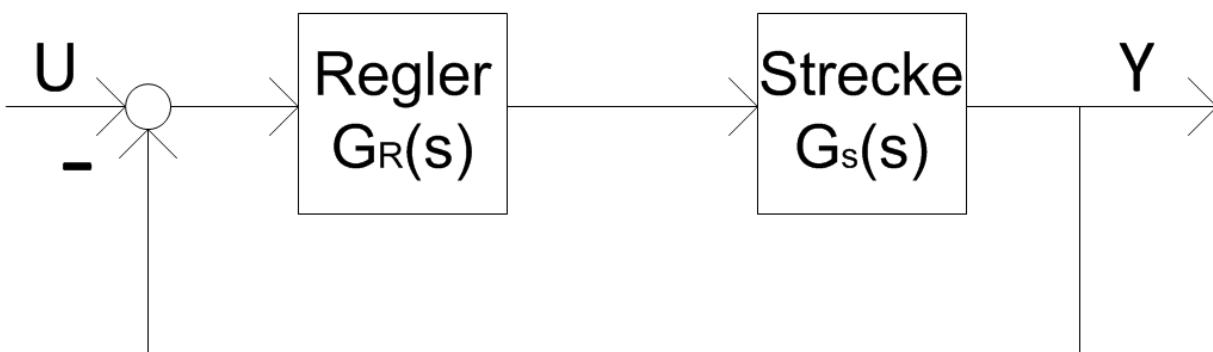 U
-
Regler
GR(s)
Strecke
Gs(s)
Y